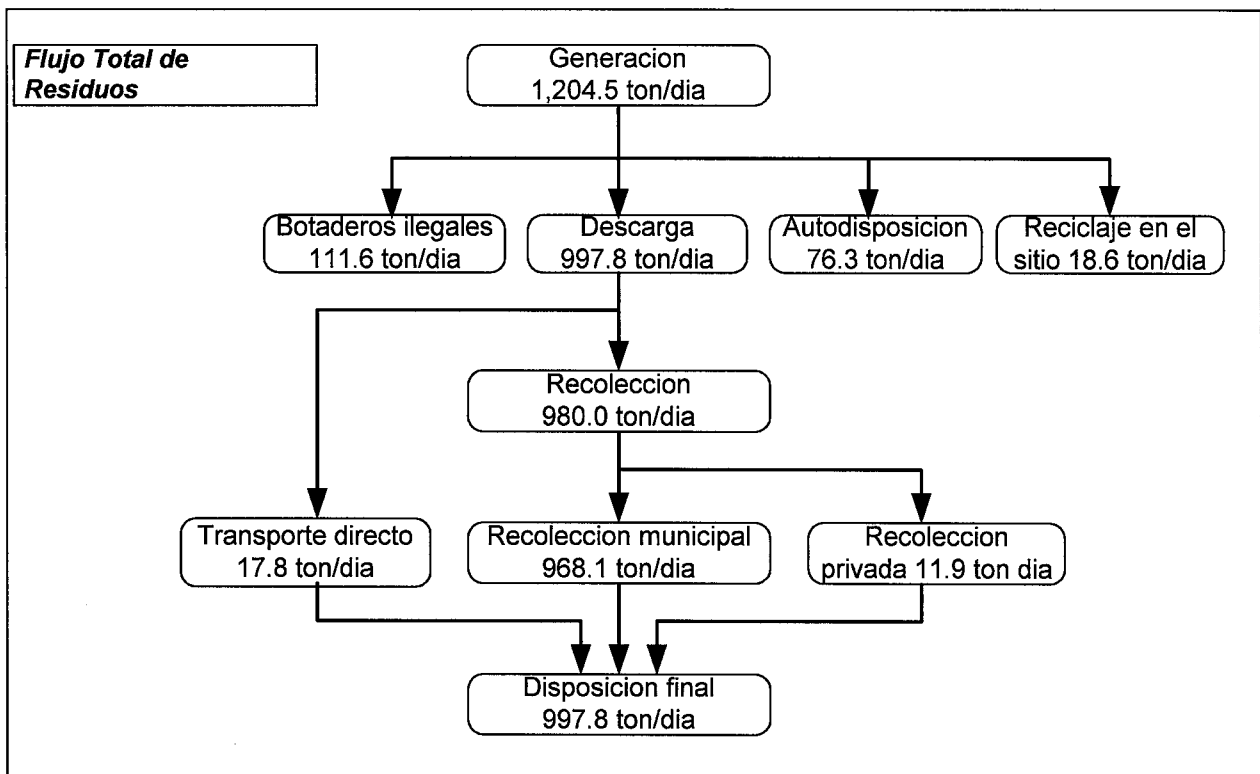 Flujo Total de
Residuos
Generacion
1,204.5 ton/dia
Botaderos ilegales
111.6 ton/dia
Descarga
997.8 ton/dia
Autodisposicion
76.3 ton/dia
Reciclaje en el
sitio 18.6 ton/dia
Recoleccion
980.0 ton/dia
Transporte directo
17.8 ton/dia
Recoleccion municipal
968.1 ton/dia
Recoleccion
privada 11.9 ton dia
Disposicion final
997.8 ton/dia